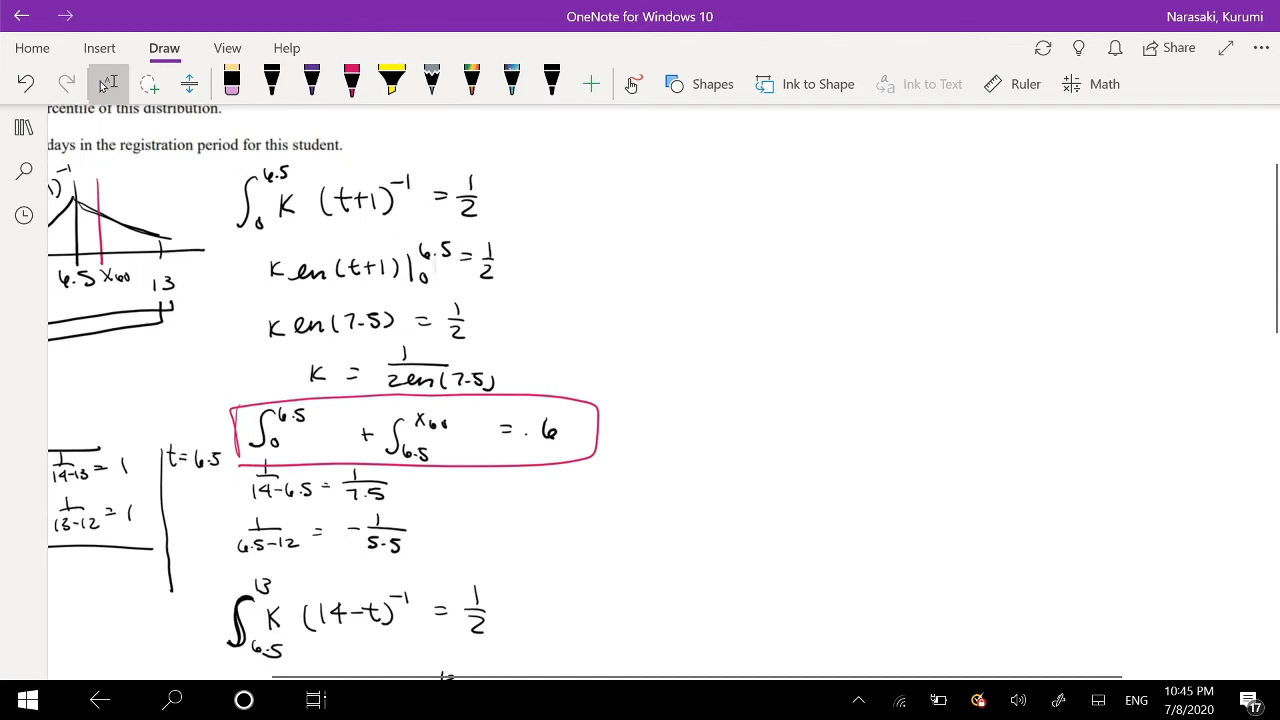 OneNote for Windows 10
Narasaki, Kurumi
Home Insert Draw View Help
Share
Shapes Ink to Shape Ink to Text Ruler Math
rcentile of this distribution.
days in the registration period for this student.
)⁻¹
6.5 X60 13
∫₀^6.5 K (t+1)⁻¹ = 1/2
K en(t+1)|₀^6.5 = 1/2
K en(7.5) = 1/2
K = 1/(2en(7.5))
∫₀^6.5 + ∫_6.5^X60 = .6
1/(14-13) = 1
1/(13-12) = 1
t=6.5
1/(14-6.5) = 1/7.5
1/(6.5-12) = -1/5.5
∫_6.5^13 K (14-t)⁻¹ = 1/2
ENG
10:45 PM
7/8/2020
17